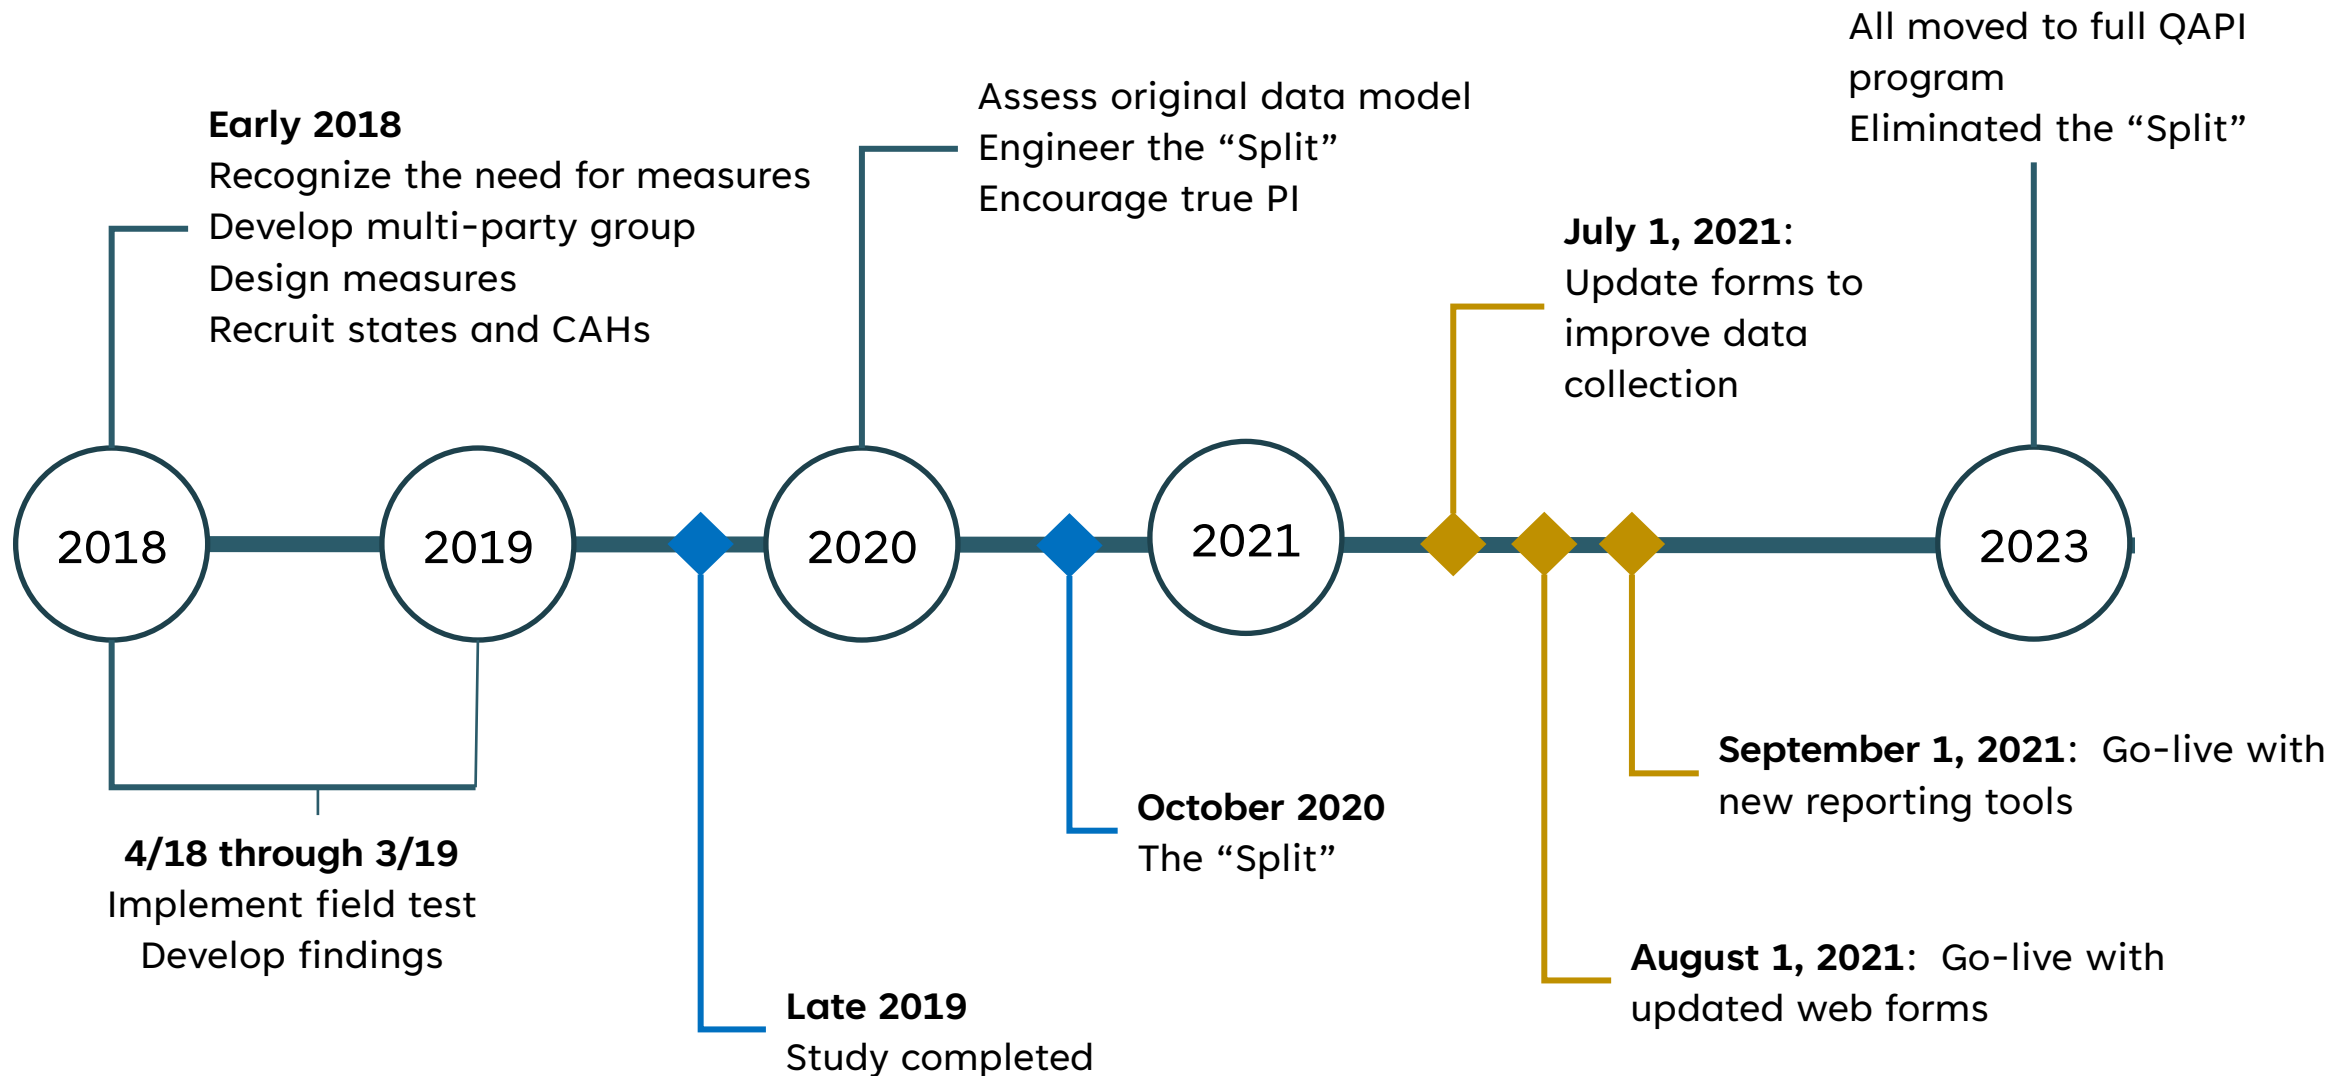 All moved to full QAPI
program
Eliminated the “Split”
Assess original data model
Engineer the “Split”
Encourage true PI
Early 2018
Recognize the need for measures
Develop multi-party group
Design measures
Recruit states and CAHs
July 1, 2021:
Update forms to
improve data
collection
2018
2019
2020
2021
2023
September 1, 2021:  Go-live with
new reporting tools
October 2020
The “Split”
4/18 through 3/19
Implement field test
Develop findings
August 1, 2021:  Go-live with
updated web forms
Late 2019
Study completed